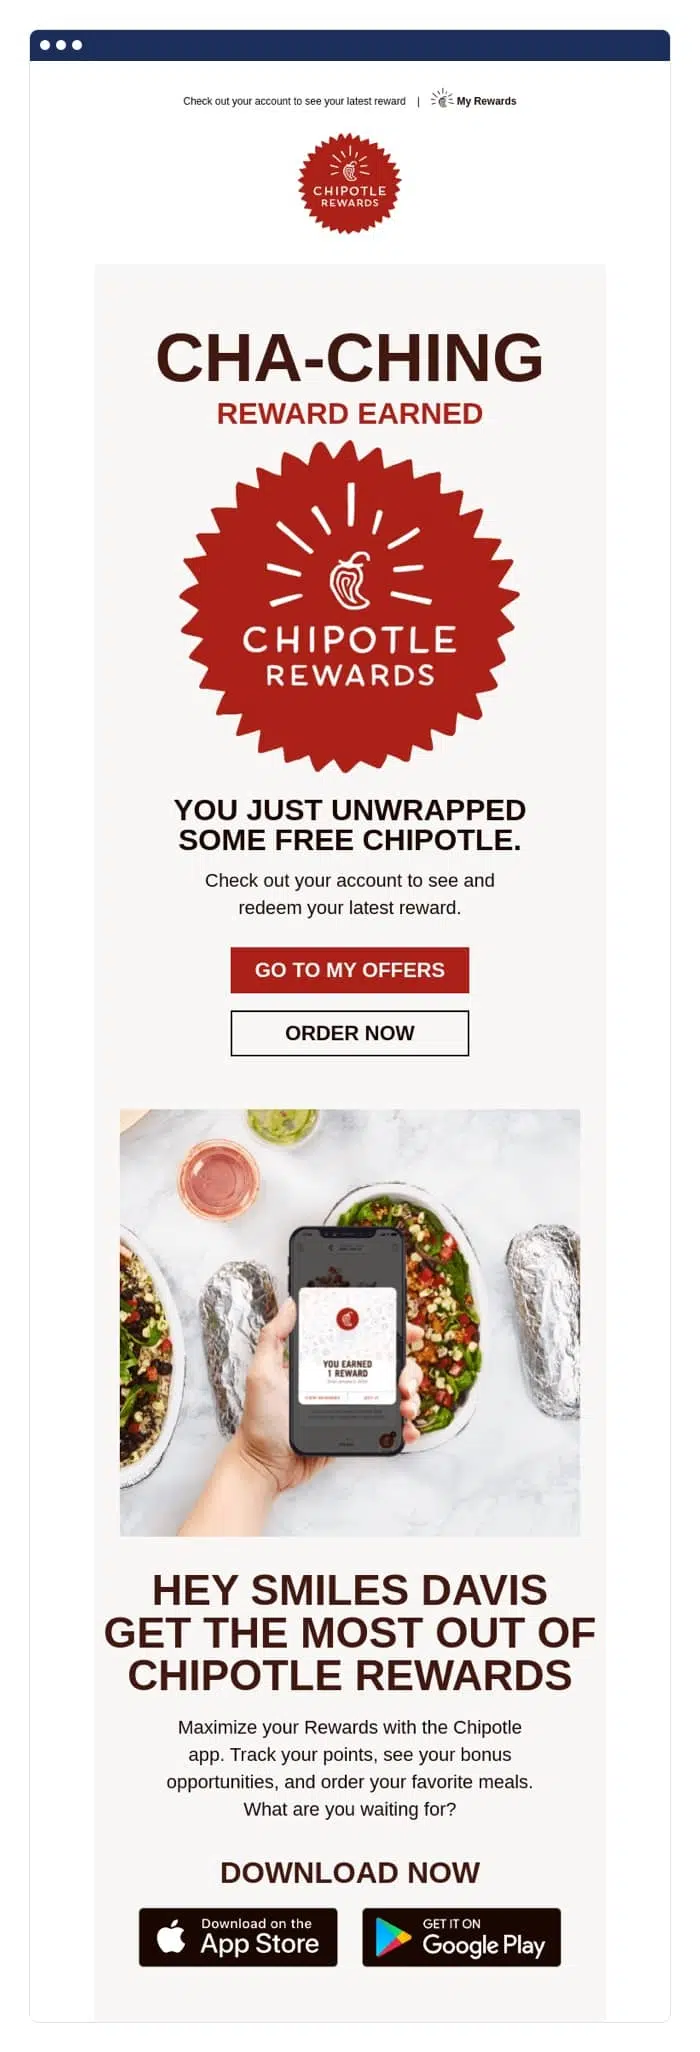 Check out your account to see your latest reward | My Rewards
CHIPOTLE
REWARDS
CHA-CHING
REWARD EARNED
CHIPOTLE
REWARDS
YOU JUST UNWRAPPED
SOME FREE CHIPOTLE.
Check out your account to see and
redeem your latest reward.
GO TO MY OFFERS
ORDER NOW
YOU EARNED
1 REWARD
VIEW REWARDS
GOT IT
HEY SMILES DAVIS
GET THE MOST OUT OF
CHIPOTLE REWARDS
Maximize your Rewards with the Chipotle
app. Track your points, see your bonus
opportunities, and order your favorite meals.
What are you waiting for?
DOWNLOAD NOW
Download on the
App Store
GET IT ON
Google Play